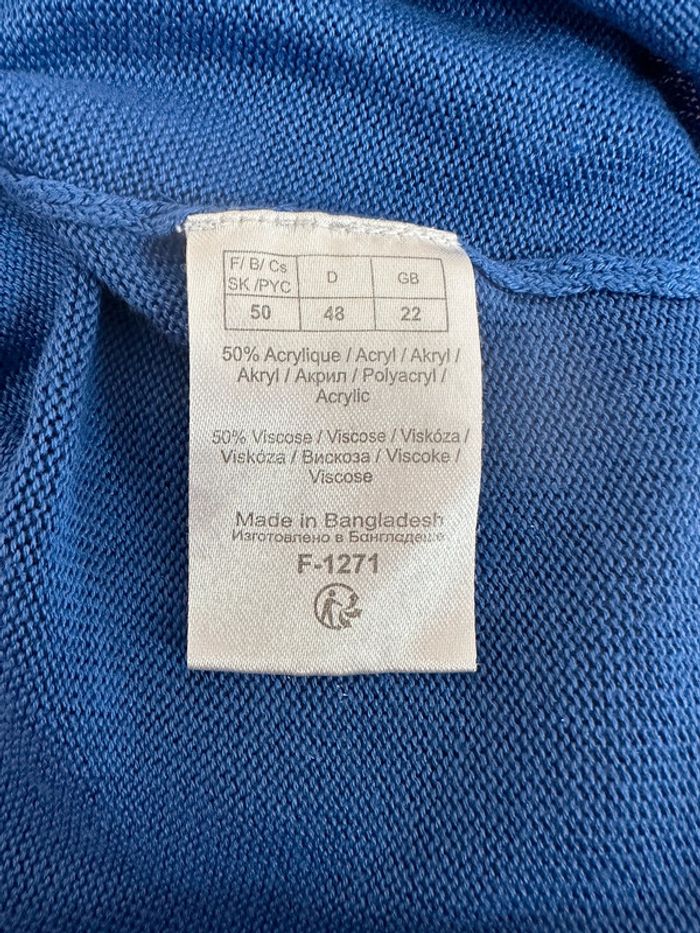 F/ B/ Cs D GB
SK /РУС
50 48 22
50% Acrylique / Acryl / Akryl /
Akryl / Акрил / Polyacryl /
Acrylic
50% Viscose / Viscose / Viskóza /
Viskóza / Вискоза / Viscoke /
Viscose
Made in Bangladesh
Изготовлено в Бангладеше
F-1271